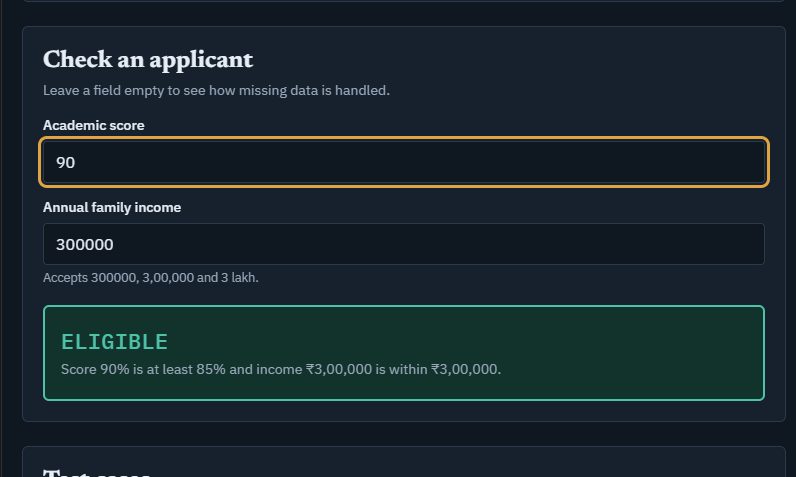 Check an applicant
Leave a field empty to see how missing data is handled.
Academic score
90
Annual family income
300000
Accepts 300000, 3,00,000 and 3 lakh.
ELIGIBLE
Score 90% is at least 85% and income ₹3,00,000 is within ₹3,00,000.